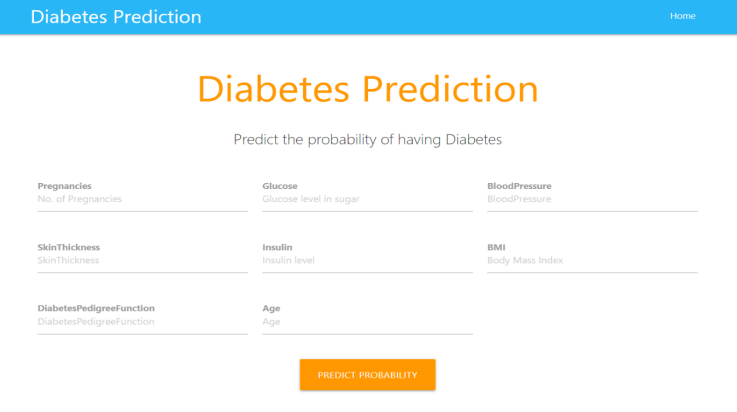 Diabetes Prediction
Home
Diabetes Prediction
Predict the probability of having Diabetes
Pregnancies
No. of Pregnancies
Glucose
Glucose level in sugar
BloodPressure
BloodPressure
SkinThickness
SkinThickness
Insulin
Insulin level
BMI
Body Mass Index
DiabetesPedigreeFunction
DiabetesPedigreeFunction
Age
Age
PREDICT PROBABILITY